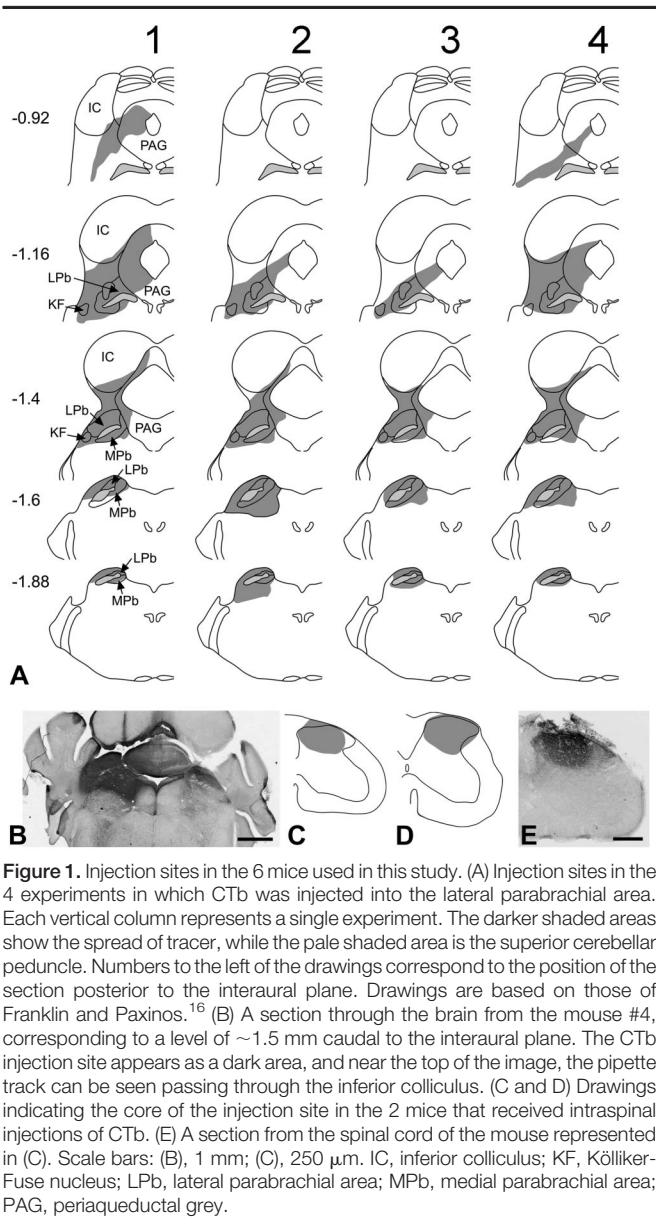 1 2 3 4
-0.92
IC
PAG
-1.16
IC
LPb
PAG
KF
-1.4
IC
LPb
PAG
KF
MPb
LPb
-1.6
MPb
LPb
-1.88
MPb
A
B C D E
Figure 1. Injection sites in the 6 mice used in this study. (A) Injection sites in the
4 experiments in which CTb was injected into the lateral parabrachial area.
Each vertical column represents a single experiment. The darker shaded areas
show the spread of tracer, while the pale shaded area is the superior cerebellar
peduncle. Numbers to the left of the drawings correspond to the position of the
section posterior to the interaural plane. Drawings are based on those of
Franklin and Paxinos.16 (B) A section through the brain from the mouse #4,
corresponding to a level of ~1.5 mm caudal to the interaural plane. The CTb
injection site appears as a dark area, and near the top of the image, the pipette
track can be seen passing through the inferior colliculus. (C and D) Drawings
indicating the core of the injection site in the 2 mice that received intraspinal
injections of CTb. (E) A section from the spinal cord of the mouse represented
in (C). Scale bars: (B), 1 mm; (C), 250 μm. IC, inferior colliculus; KF, Kölliker-
Fuse nucleus; LPb, lateral parabrachial area; MPb, medial parabrachial area;
PAG, periaqueductal grey.